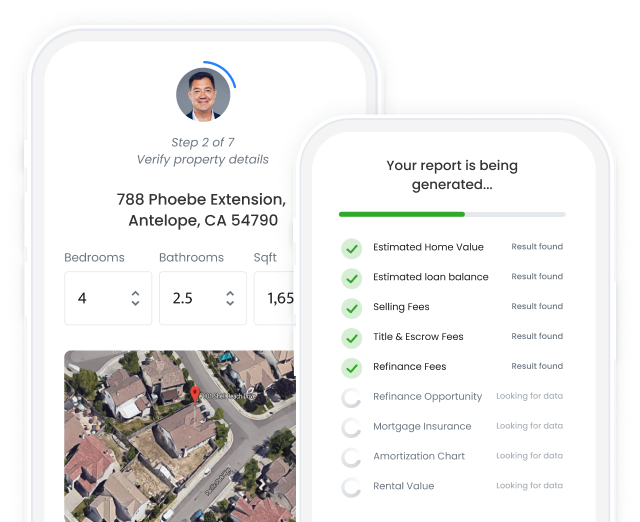 Step 2 of 7
Verify property details
788 Phoebe Extension,
Antelope, CA 54790
Bedrooms Bathrooms Sqft
4 2.5 1,65
Your report is being
generated...
Estimated Home Value Result found
Estimated loan balance Result found
Selling Fees Result found
Title & Escrow Fees Result found
Refinance Fees Result found
Refinance Opportunity Looking for data
Mortgage Insurance Looking for data
Amortization Chart Looking for data
Rental Value Looking for data